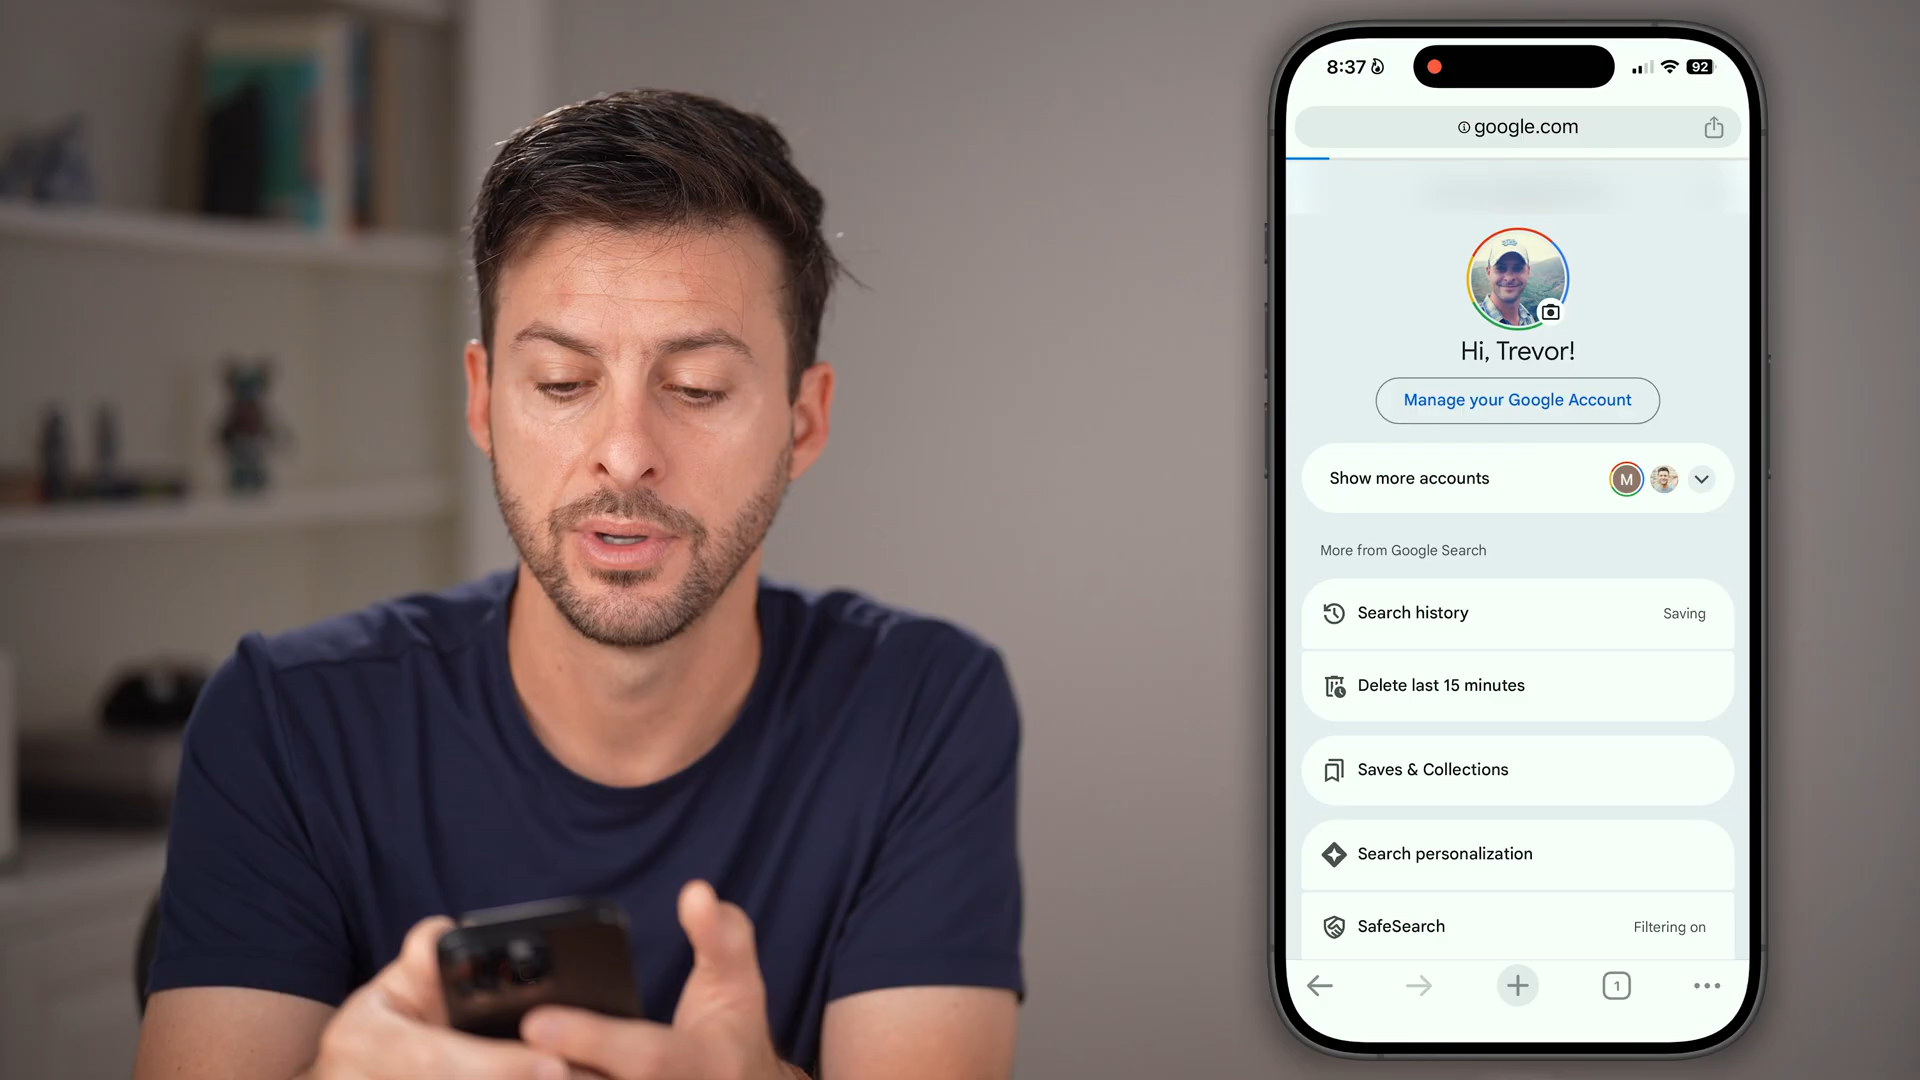 8:37
92
google.com
Hi, Trevor!
Manage your Google Account
Show more accounts
M
More from Google Search
Search history
Saving
Delete last 15 minutes
Saves & Collections
Search personalization
SafeSearch
Filtering on
1